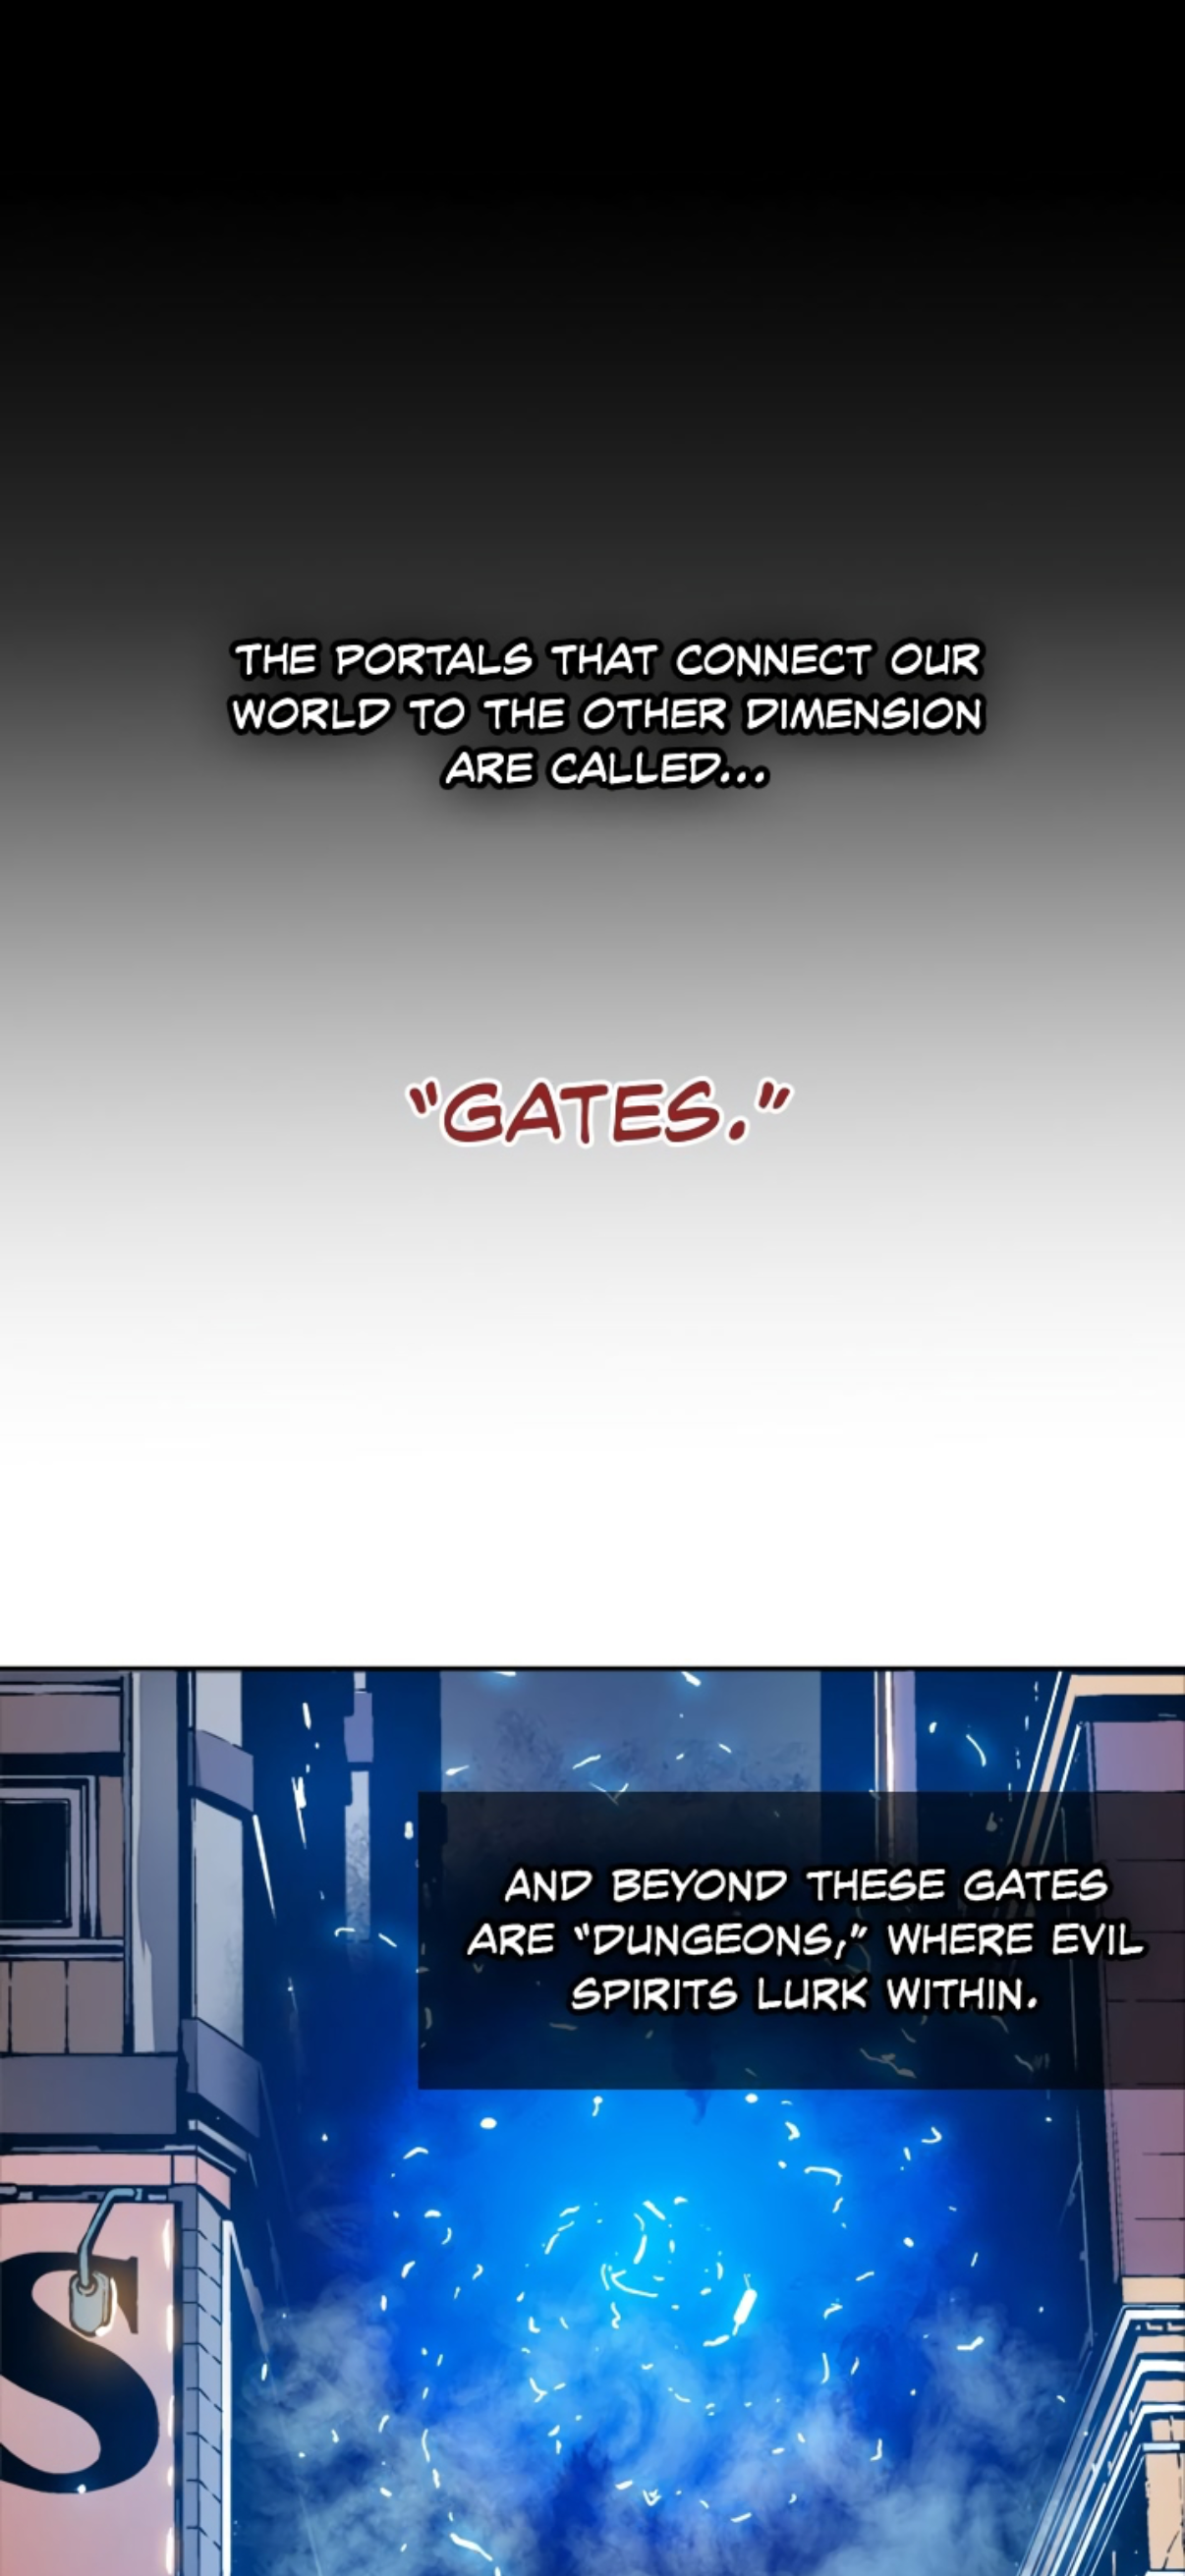 THE PORTALS THAT CONNECT OUR
WORLD TO THE OTHER DIMENSION
ARE CALLED...
"GATES."
AND BEYOND THESE GATES
ARE "DUNGEONS," WHERE EVIL
SPIRITS LURK WITHIN.
S